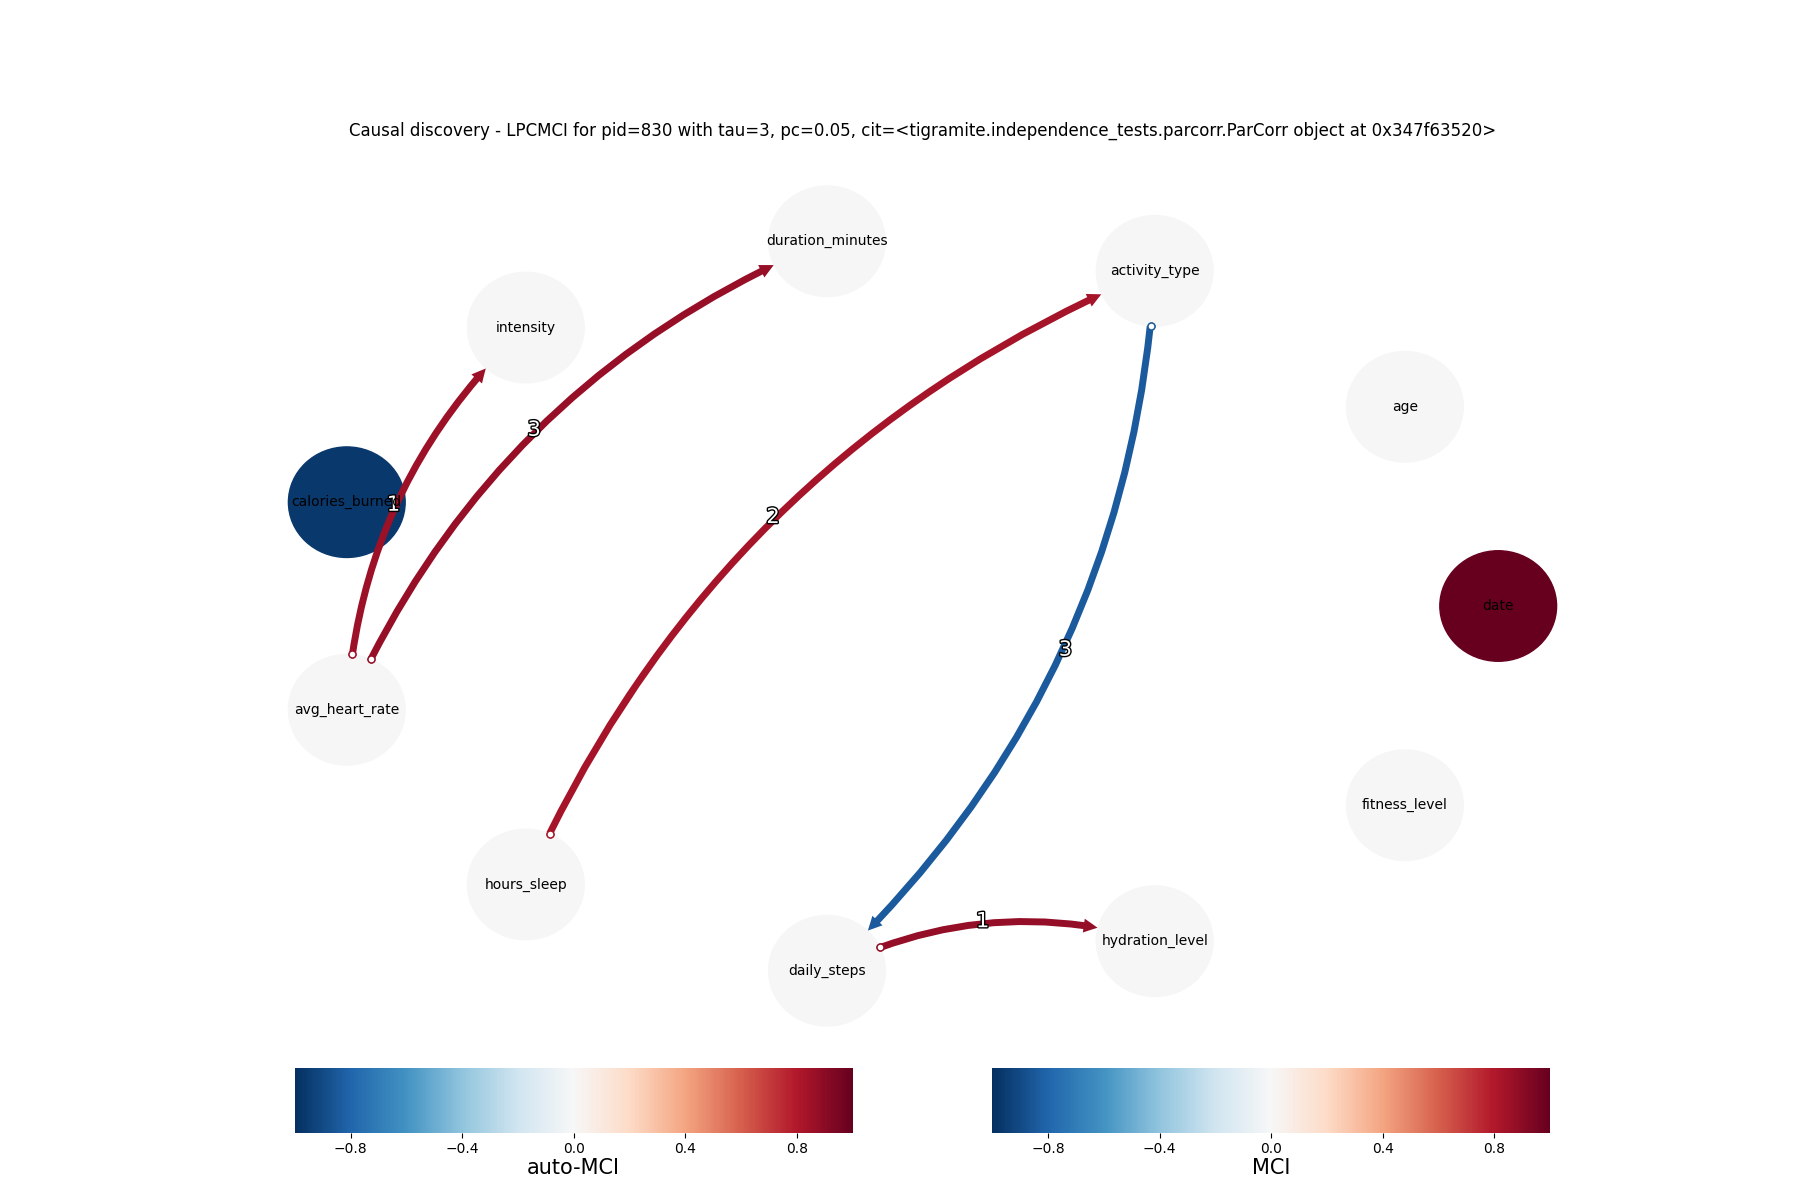 Causal discovery - LPCMCI for pid=830 with tau=3, pc=0.05, cit=<tigramite.independence_tests.parcorr.ParCorr object at 0x347f63520>
duration_minutes
activity_type
intensity
age
3
calories_burned
1
2
date
3
avg_heart_rate
fitness_level
hours_sleep
1
hydration_level
daily_steps
−0.8 −0.4 0.0 0.4 0.8
auto-MCI
−0.8 −0.4 0.0 0.4 0.8
MCI